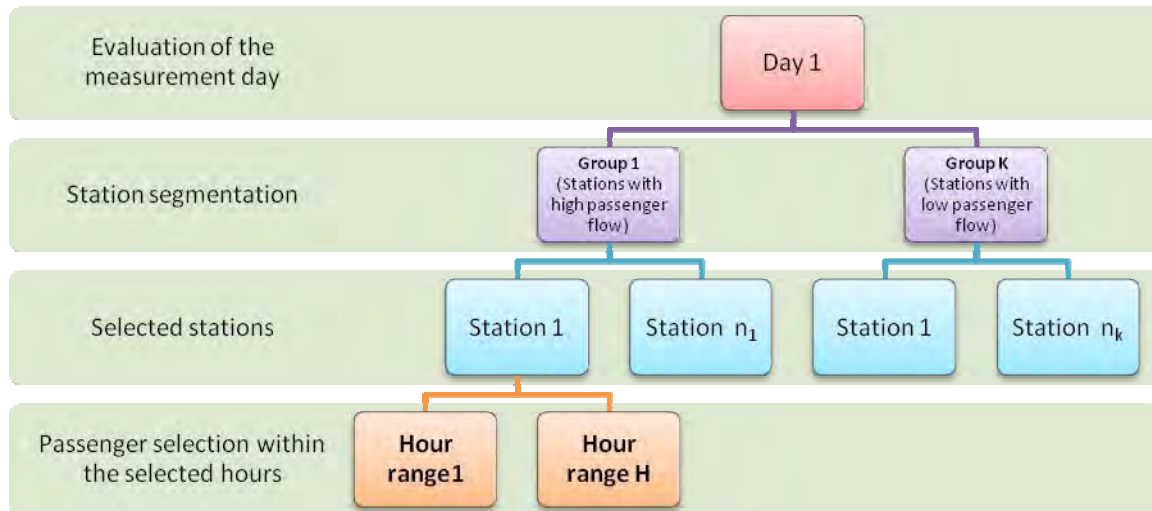 Evaluation of the
measurement day
Day 1
Station segmentation
Group 1
(Stations with
high passenger
flow)
Group K
(Stations with
low passenger
flow)
Selected stations
Station 1
Station n₁
Station 1
Station nₖ
Passenger selection within
the selected hours
Hour
range1
Hour
range H